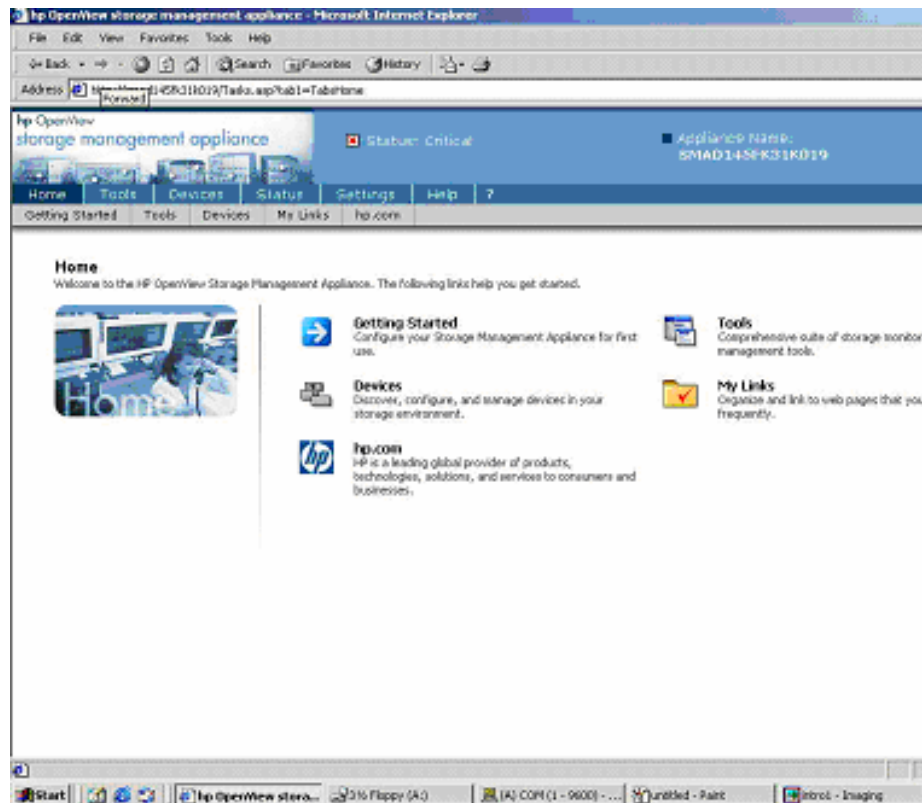 hp OpenView storage management appliance - Microsoft Internet Explorer
File Edit View Favorites Tools Help
Back Search Favorites History
Address
Forward
hp OpenView
storage management appliance
Status: Critical
Appliance Name:
Home Tools Devices Status Settings Help ?
Getting Started Tools Devices My Links hp.com
Home
Welcome to the HP OpenView Storage Management Appliance. The following links help you get started.
Home
Getting Started
Configure your Storage Management Appliance for first
use.
Tools
Comprehensive suite of storage monitor
management tools.
Devices
Discover, configure, and manage devices in your
storage environment.
My Links
Organize and link to web pages that you
frequently.
hp
hp.com
HP is a leading global provider of products,
technologies, solutions, and services to consumers and
businesses.
Start
hp OpenView stora...
3½ Floppy (A:)
(A) COM (1 - 9600) - ...
untitled - Paint
- Imaging